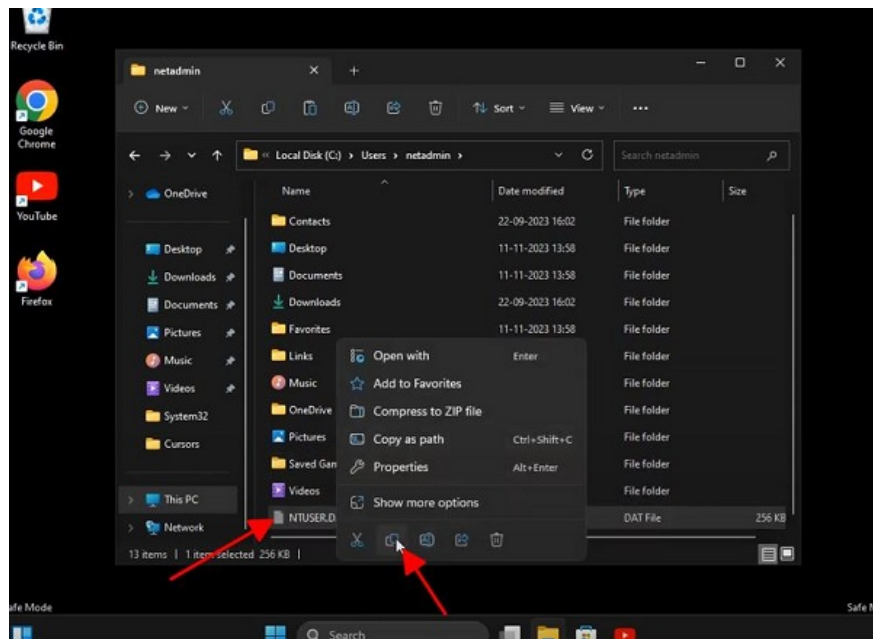 Recycle Bin
Google
Chrome
YouTube
Firefox
netadmin
New
Sort
View
Local Disk (C:) > Users > netadmin >
Search netadmin
OneDrive
Desktop
Downloads
Documents
Pictures
Music
Videos
System32
Cursors
This PC
Network
Name Date modified Type Size
Contacts 22-09-2023 16:02 File folder
Desktop 11-11-2023 13:58 File folder
Documents 11-11-2023 13:58 File folder
Downloads 22-09-2023 16:02 File folder
Favorites 11-11-2023 13:58 File folder
Links File folder
Music File folder
OneDrive File folder
Pictures File folder
Saved Gam File folder
Videos File folder
NTUSER.D DAT File 256 KB
Open with Enter
Add to Favorites
Compress to ZIP file
Copy as path Ctrl+Shift+C
Properties Alt+Enter
Show more options
13 items | 1 item selected 256 KB |
afe Mode
Safe M
Search